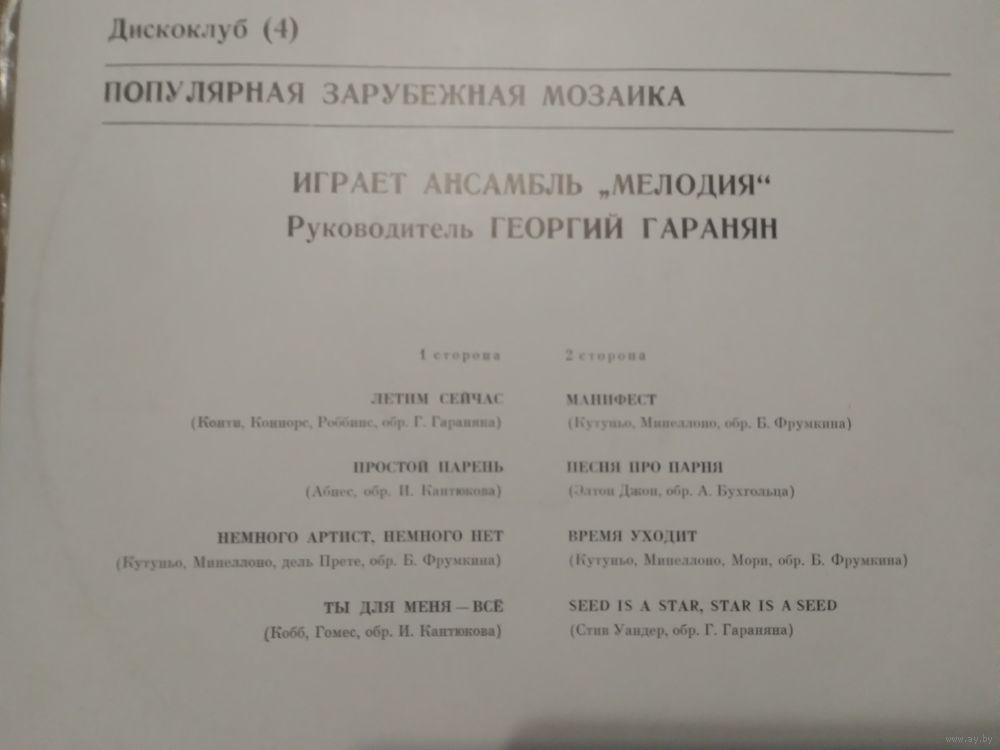 Дискоклуб (4)
ПОПУЛЯРНАЯ ЗАРУБЕЖНАЯ МОЗАИКА
ИГРАЕТ АНСАМБЛЬ „МЕЛОДИЯ“
Руководитель ГЕОРГИЙ ГАРАНЯН
1 сторона
ЛЕТИМ СЕЙЧАС
(Конти, Коннорс, Роббинс, обр. Г. Гараняна)
ПРОСТОЙ ПАРЕНЬ
(Абнес, обр. И. Кантюкова)
НЕМНОГО АРТИСТ, НЕМНОГО НЕТ
(Кутуньо, Минеллоно, дель Прете, обр. Б. Фрумкина)
ТЫ ДЛЯ МЕНЯ — ВСЁ
(Кобб, Гомес, обр. И. Кантюкова)
2 сторона
МАНИФЕСТ
(Кутуньо, Минеллоно, обр. Б. Фрумкина)
ПЕСНЯ ПРО ПАРНЯ
(Элтон Джон, обр. А. Бухгольца)
ВРЕМЯ УХОДИТ
(Кутуньо, Минеллоно, Мори, обр. Б. Фрумкина)
SEED IS A STAR, STAR IS A SEED
(Стив Уандер, обр. Г. Гараняна)
www.ay.by